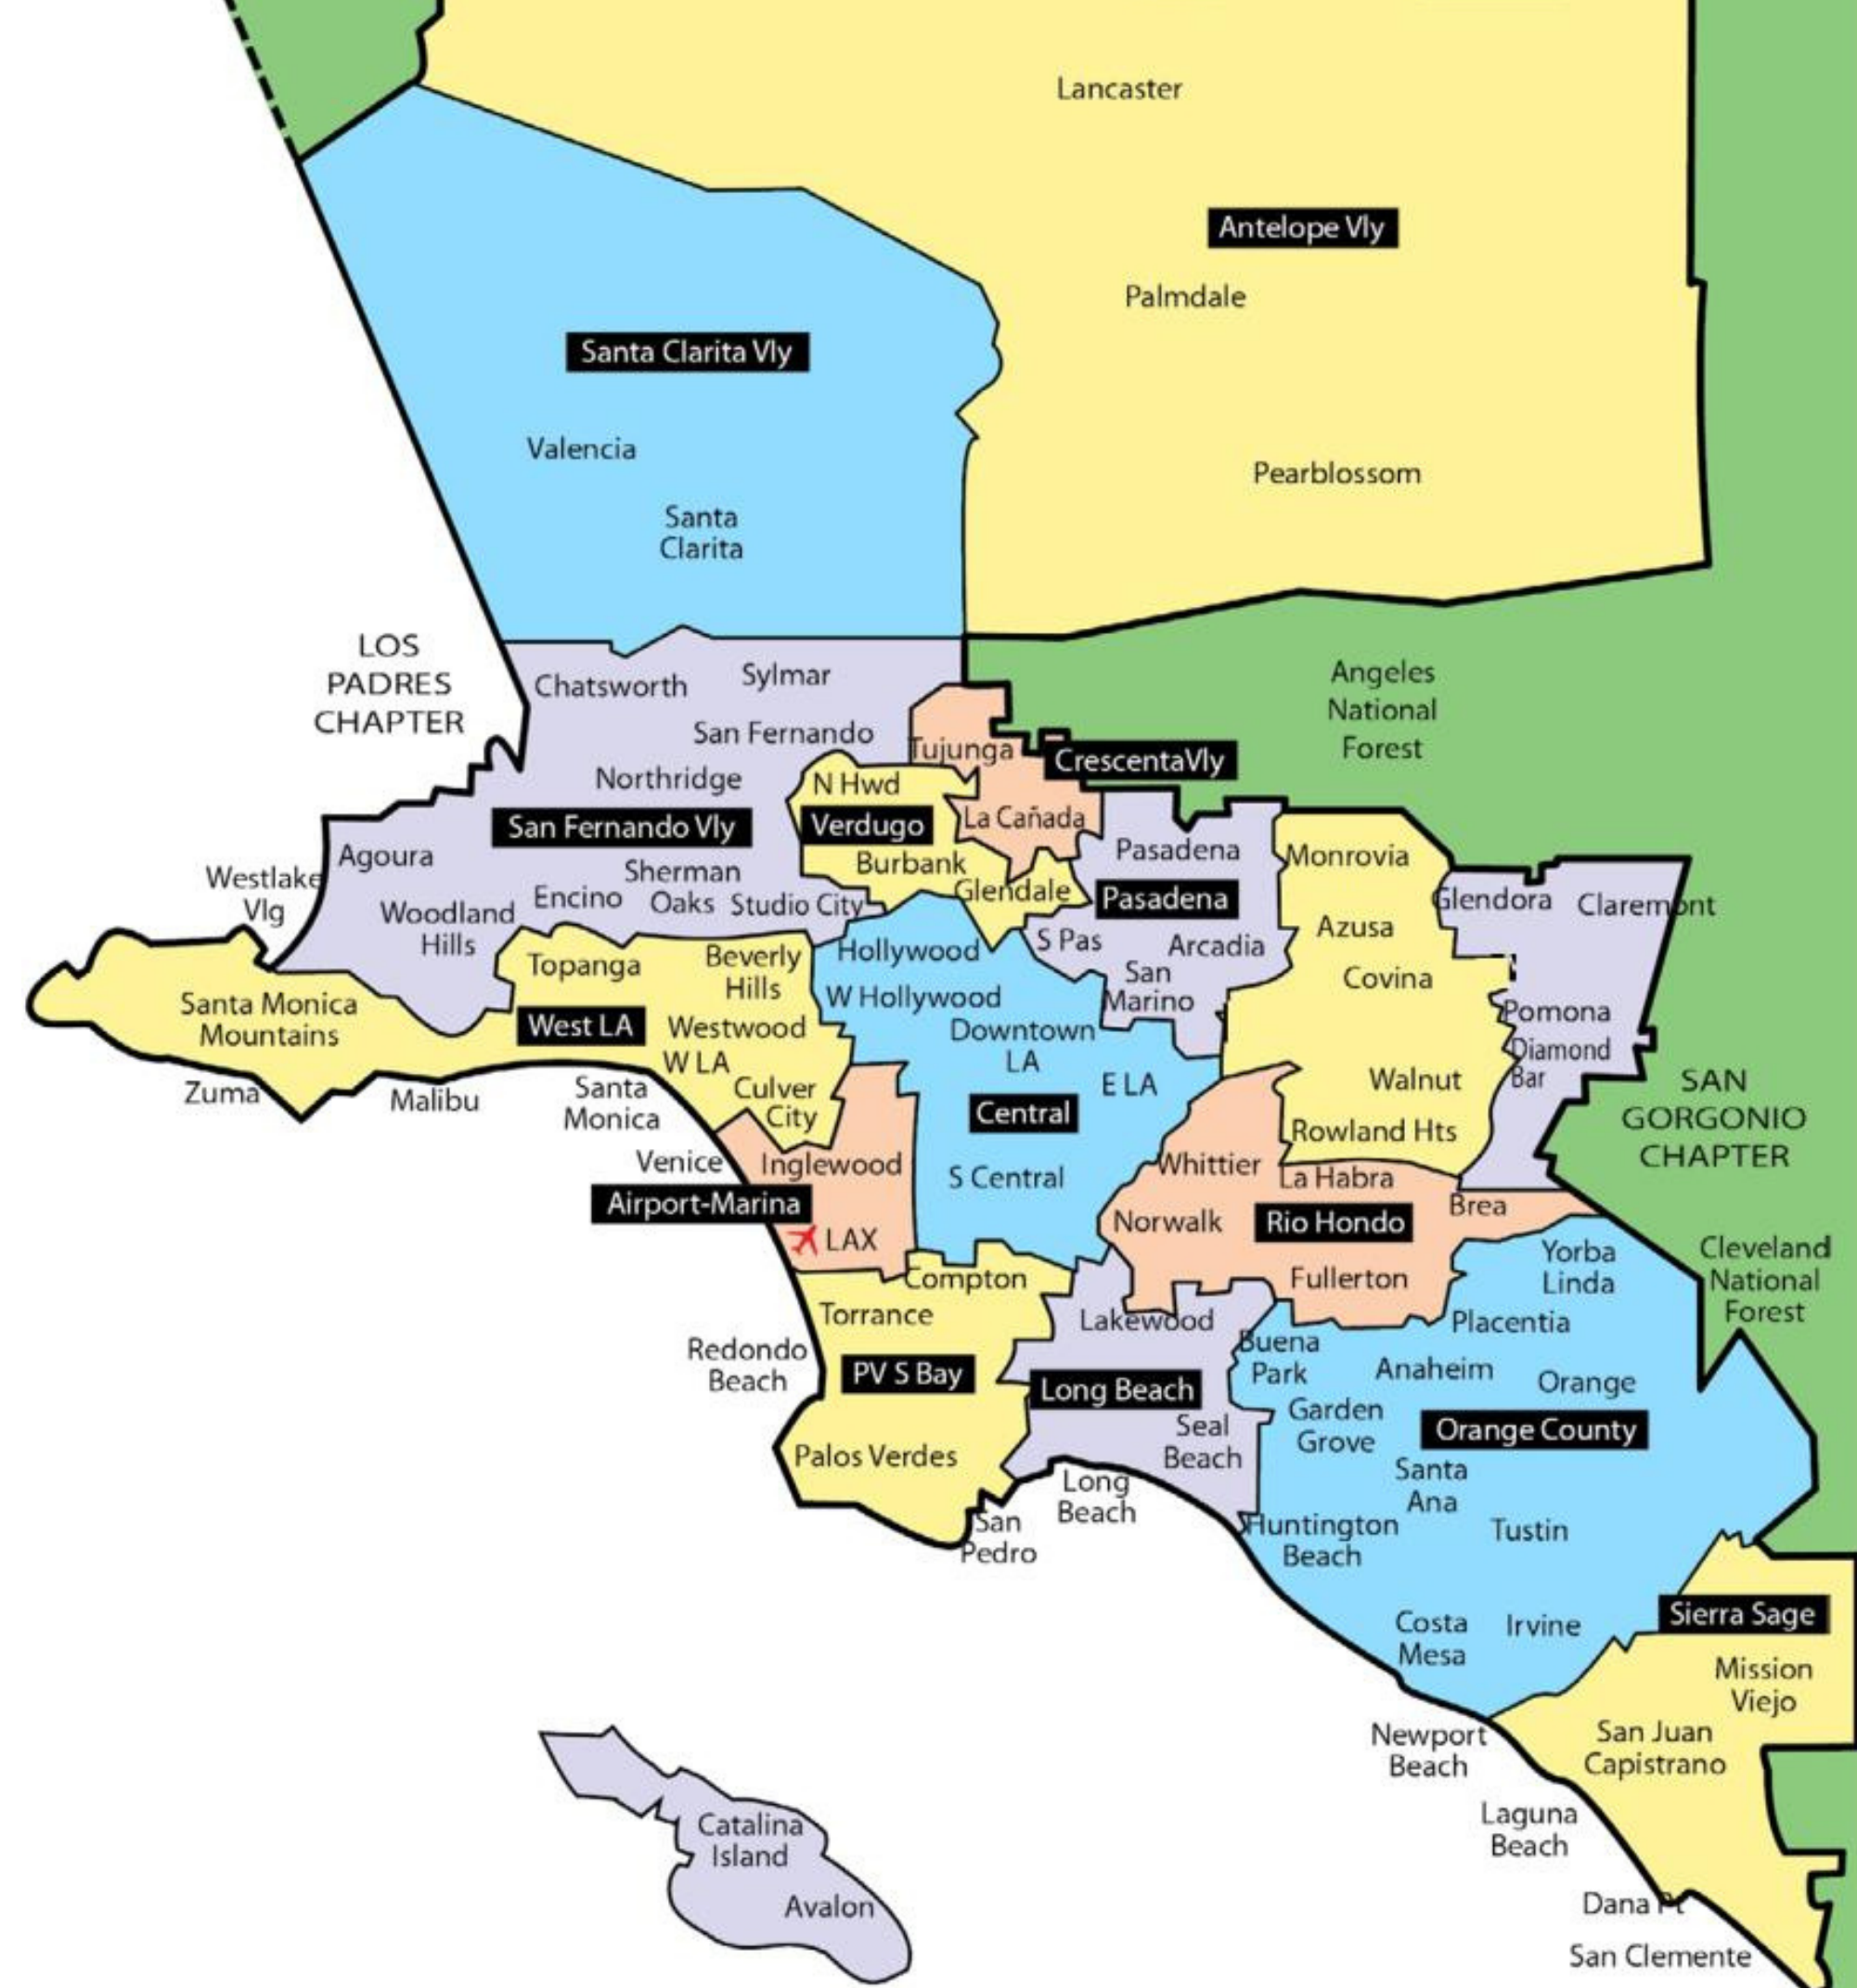 Lancaster
Antelope Vly
Palmdale
Santa Clarita Vly
Valencia
Pearblossom
Santa
Clarita
LOS
PADRES
CHAPTER
Chatsworth
Sylmar
Angeles
National
Forest
San Fernando
Tujunga
CrescentaVly
Northridge
N Hwd
San Fernando Vly
Verdugo
La Cañada
Agoura
Burbank
Pasadena
Monrovia
Westlake
Vlg
Sherman
Oaks
Glendale
Pasadena
Glendora
Claremont
Woodland
Hills
Encino
Studio City
Azusa
Topanga
Beverly
Hills
Hollywood
S Pas
Arcadia
Covina
Santa Monica
Mountains
West LA
Westwood
W Hollywood
San
Marino
Pomona
Downtown
LA
Diamond
Bar
W LA
Zuma
Malibu
Santa
Monica
Culver
City
Central
E LA
Walnut
SAN
GORGONIO
CHAPTER
Rowland Hts
Venice
Inglewood
S Central
Whittier
La Habra
Airport-Marina
LAX
Norwalk
Rio Hondo
Brea
Compton
Fullerton
Yorba
Linda
Cleveland
National
Forest
Torrance
Lakewood
Placentia
Redondo
Beach
PV S Bay
Long Beach
Buena
Park
Anaheim
Orange
Garden
Grove
Orange County
Palos Verdes
Seal
Beach
Santa
Ana
Long
Beach
San
Pedro
Huntington
Beach
Tustin
Costa
Mesa
Irvine
Sierra Sage
Mission
Viejo
Newport
Beach
San Juan
Capistrano
Laguna
Beach
Catalina
Island
Avalon
Dana Pt
San Clemente